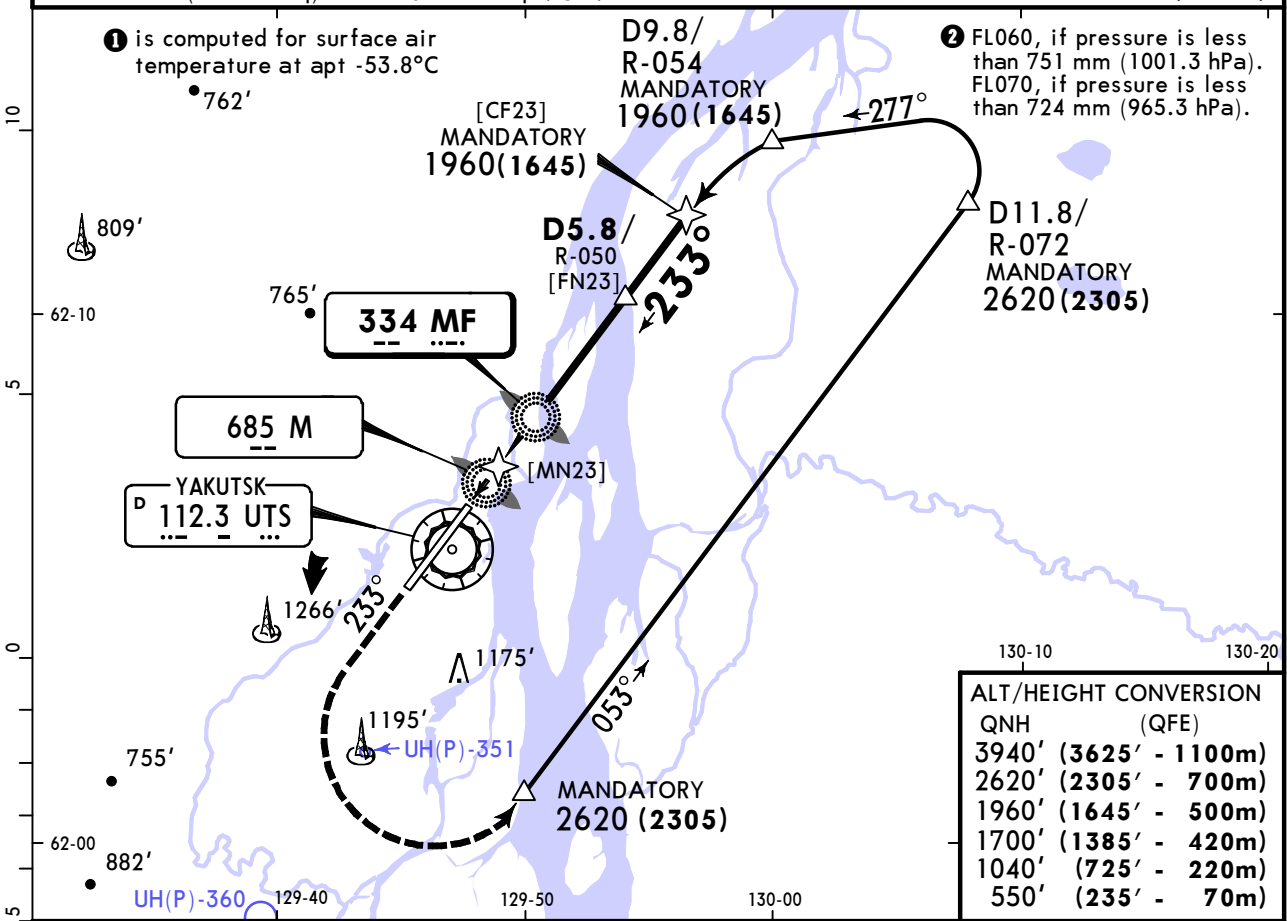 ❶ is computed for surface air
temperature at apt -53.8°C
❷ FL060, if pressure is less
than 751 mm (1001.3 hPa).
FL070, if pressure is less
than 724 mm (965.3 hPa).
762'
D9.8/
R-054
MANDATORY
1960(1645)
277°
[CF23]
MANDATORY
1960(1645)
10
809'
D5.8/
R-050
[FN23]
233°
D11.8/
R-072
MANDATORY
2620(2305)
765'
62-10
334 MF
5
685 M
[MN23]
YAKUTSK
D 112.3 UTS
1266'
233°
0
1175'
130-10
130-20
053°
1195'
UH(P)-351
755'
MANDATORY
2620(2305)
62-00
882'
UH(P)-360
129-40
129-50
130-00
5
ALT/HEIGHT CONVERSION
QNH (QFE)
3940' (3625' - 1100m)
2620' (2305' - 700m)
1960' (1645' - 500m)
1700' (1385' - 420m)
1040' (725' - 220m)
550' (235' - 70m)